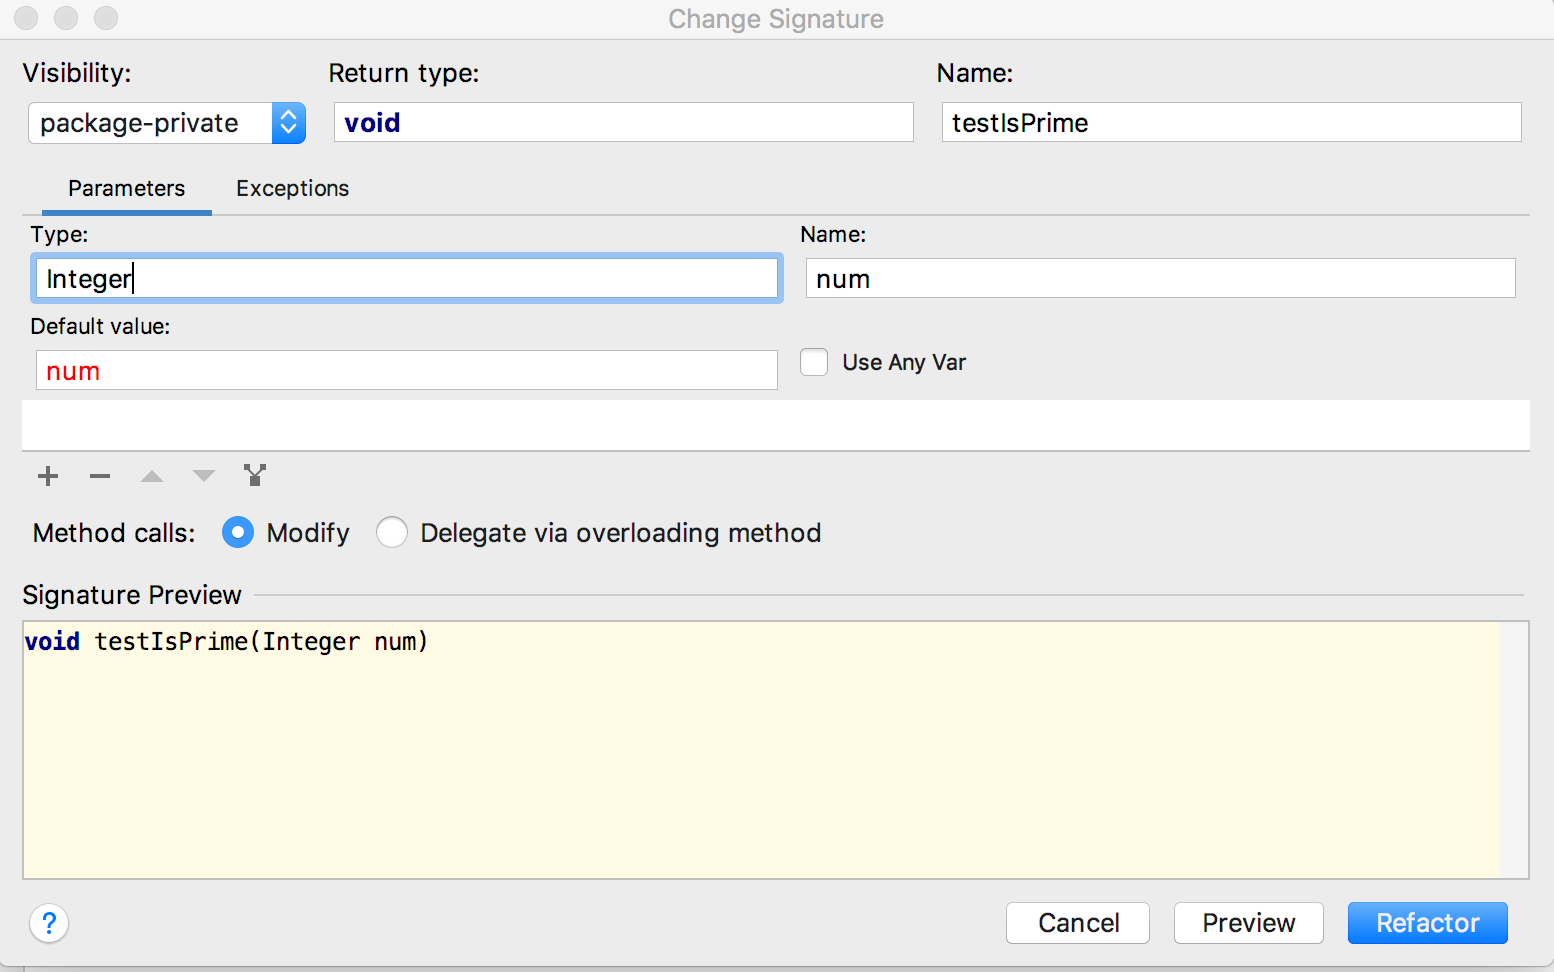 Change Signature
Visibility: Return type: Name:
package-private void testIsPrime
Parameters Exceptions
Type: Name:
Integer num
Default value:
num Use Any Var
Method calls: Modify Delegate via overloading method
Signature Preview
void testIsPrime(Integer num)
? Cancel Preview Refactor